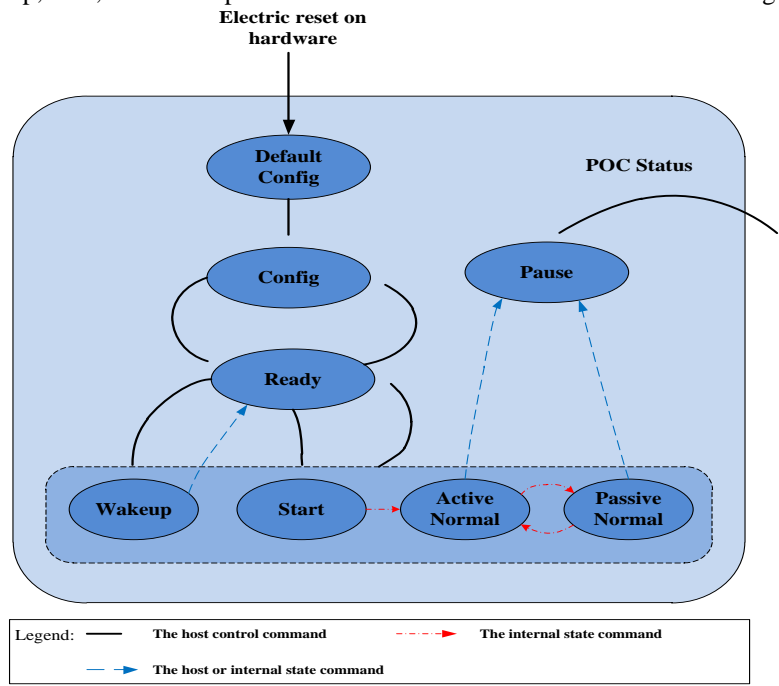 Electric reset on
hardware
Default
Config
POC Status
Config
Pause
Ready
Wakeup
Start
Active
Normal
Passive
Normal
Legend:
The host control command
The internal state command
The host or internal state command